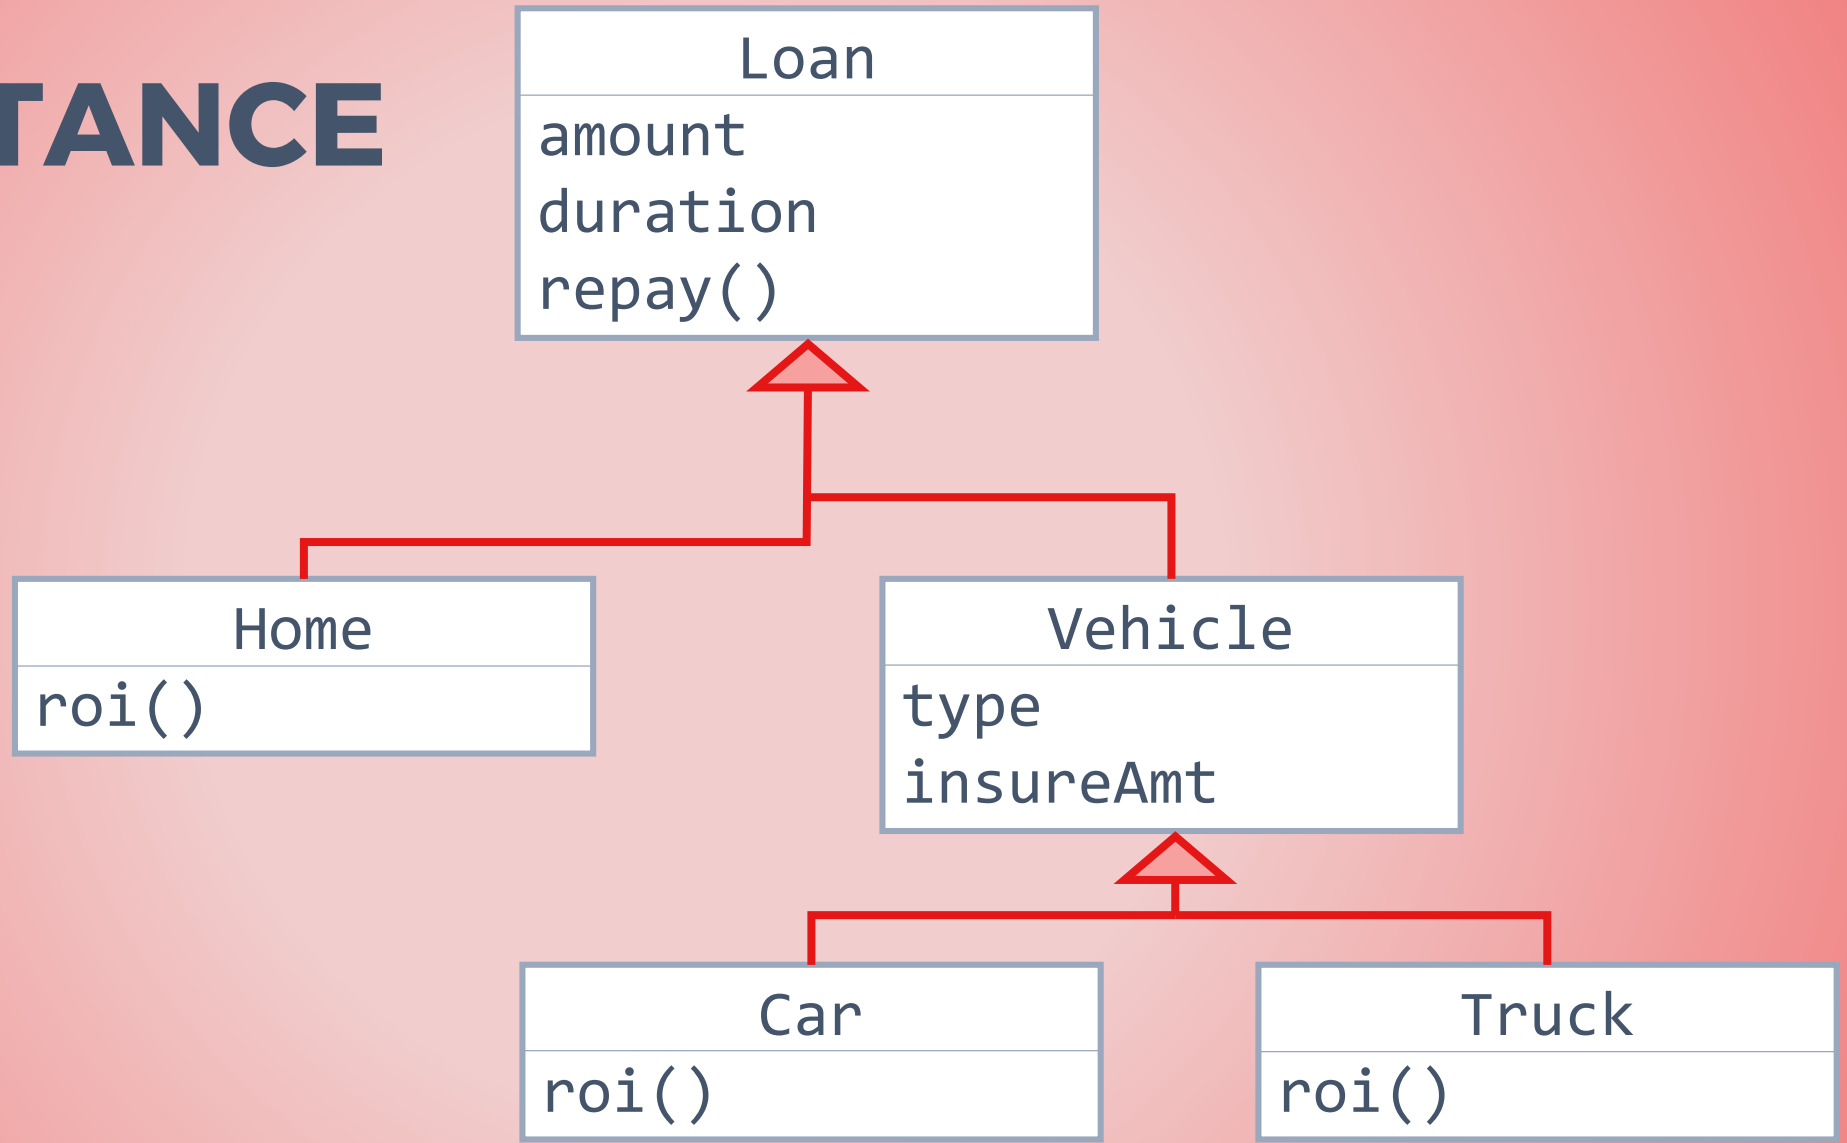 TANCE
Loan
amount
duration
repay()
Home
roi()
Vehicle
type
insureAmt
Car
roi()
Truck
roi()